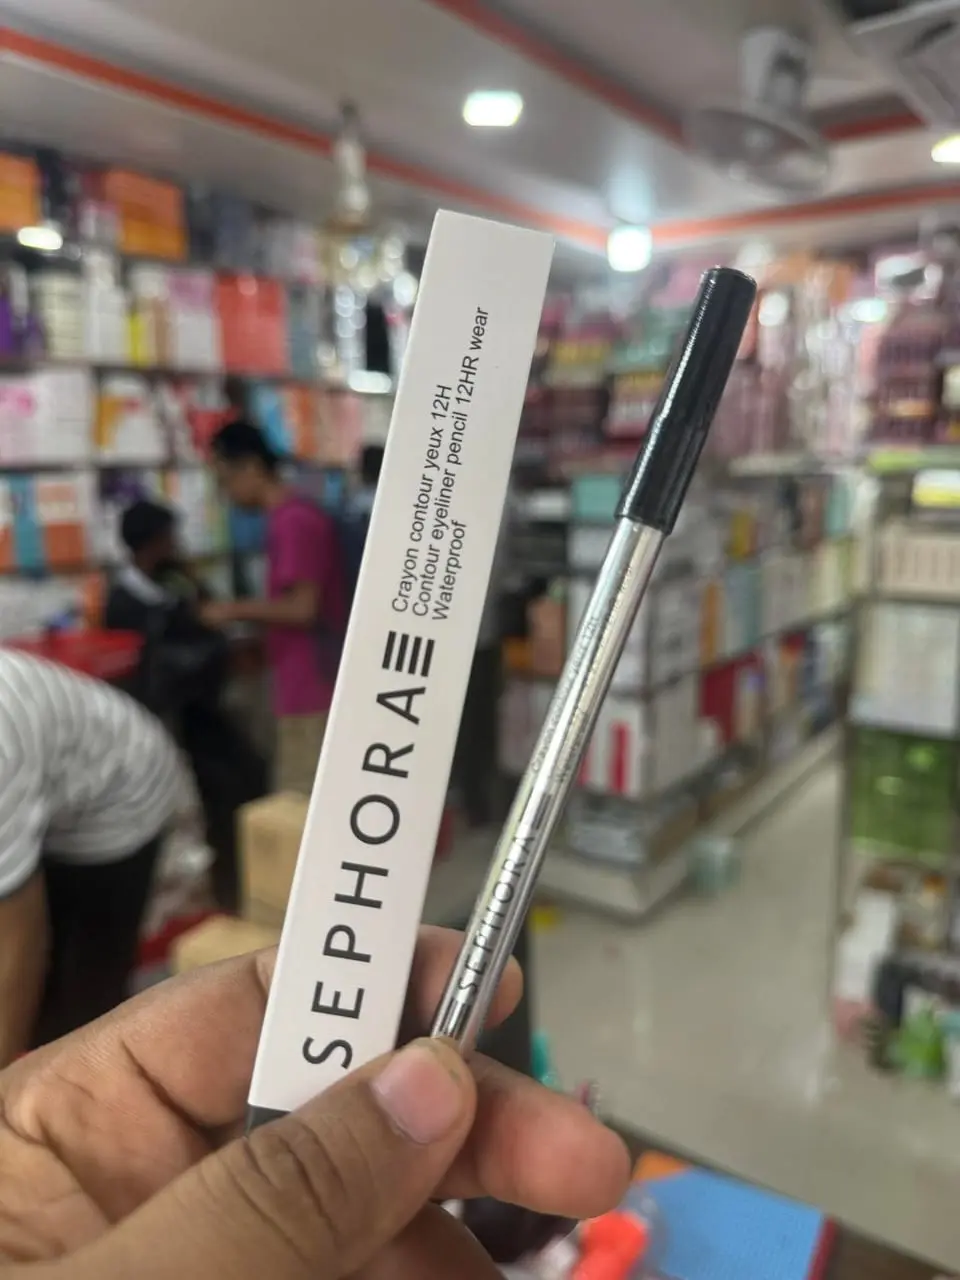 SEPHORA
Crayon contour yeux 12H
Contour eyeliner pencil 12HR wear
Waterproof
SEPHORA